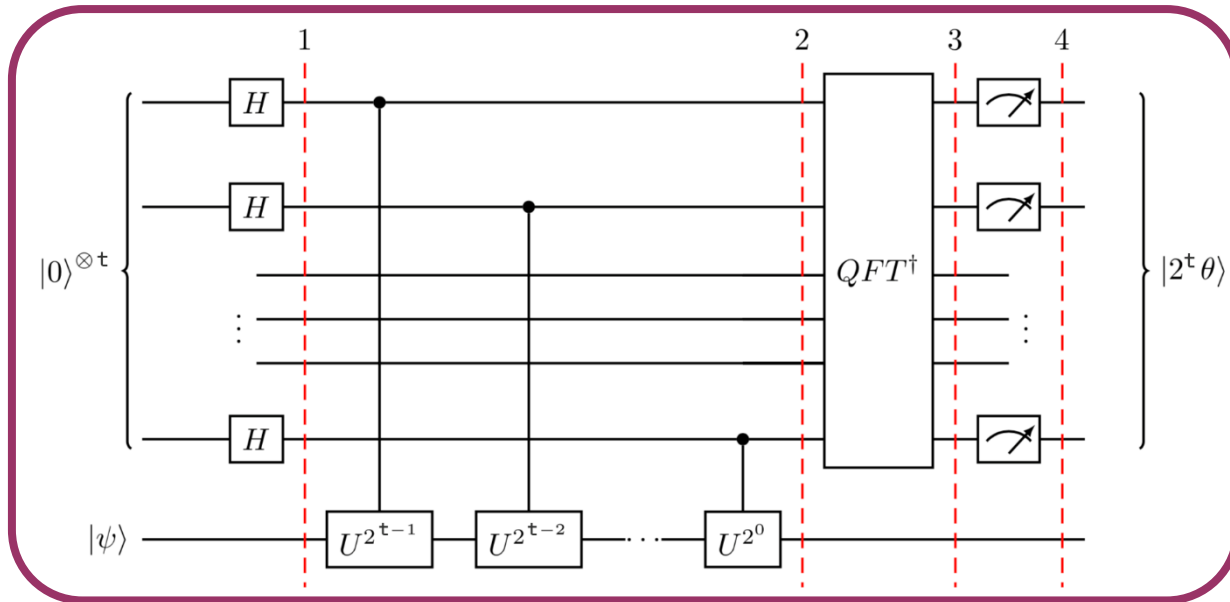 1 2 3 4
H
H
|0⟩^{⊗ t} ⋮ QFT^† ⋮ |2^t θ⟩
H
|ψ⟩ U^{2^{t−1}} U^{2^{t−2}} ··· U^{2^0}